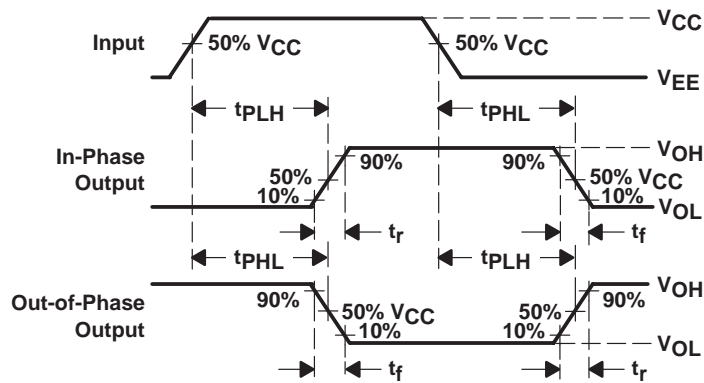 VCC
Input
50% VCC
50% VCC
VEE
tPLH
tPHL
In-Phase
Output
VOH
90%
90%
50%
50% VCC
10%
10%
VOL
tr
tf
tPHL
tPLH
Out-of-Phase
Output
VOH
90%
90%
50% VCC
50%
10%
10%
VOL
tf
tr